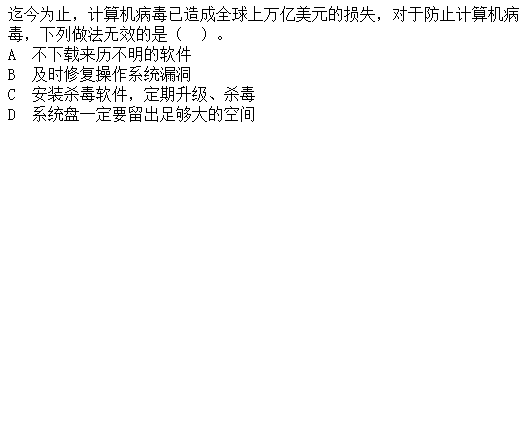 迄今为止，计算机病毒已造成全球上万亿美元的损失，对于防止计算机病
毒，下列做法无效的是（　）。
A　不下载来历不明的软件
B　及时修复操作系统漏洞
C　安装杀毒软件，定期升级、杀毒
D　系统盘一定要留出足够大的空间